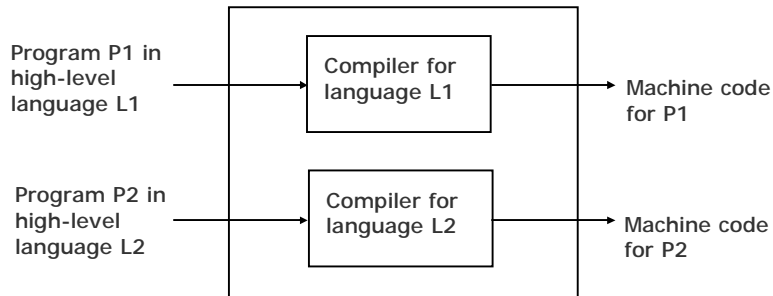 Program P1 in
high-level
language L1
Compiler for
language L1
Machine code
for P1
Program P2 in
high-level
language L2
Compiler for
language L2
Machine code
for P2